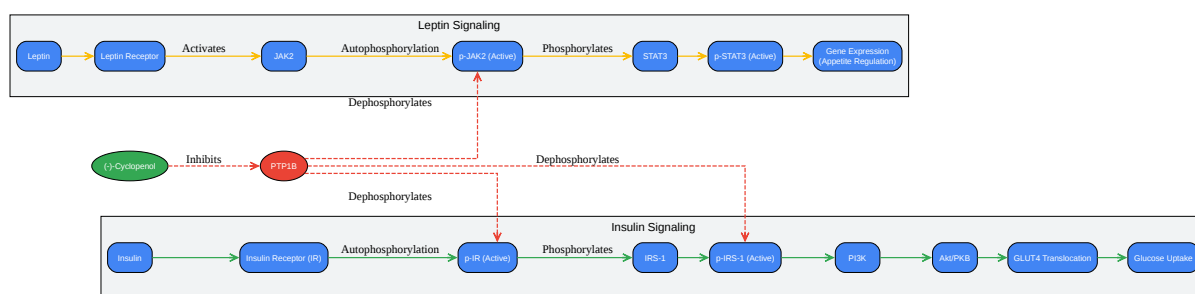 Leptin Signaling
Leptin
Leptin Receptor
Activates
JAK2
Autophosphorylation
p-JAK2 (Active)
Phosphorylates
STAT3
p-STAT3 (Active)
Gene Expression
(Appetite Regulation)
Dephosphorylates
(-)-Cyclopenol
Inhibits
PTP1B
Dephosphorylates
Dephosphorylates
Insulin Signaling
Insulin
Insulin Receptor (IR)
Autophosphorylation
p-IR (Active)
Phosphorylates
IRS-1
p-IRS-1 (Active)
PI3K
Akt/PKB
GLUT4 Translocation
Glucose Uptake